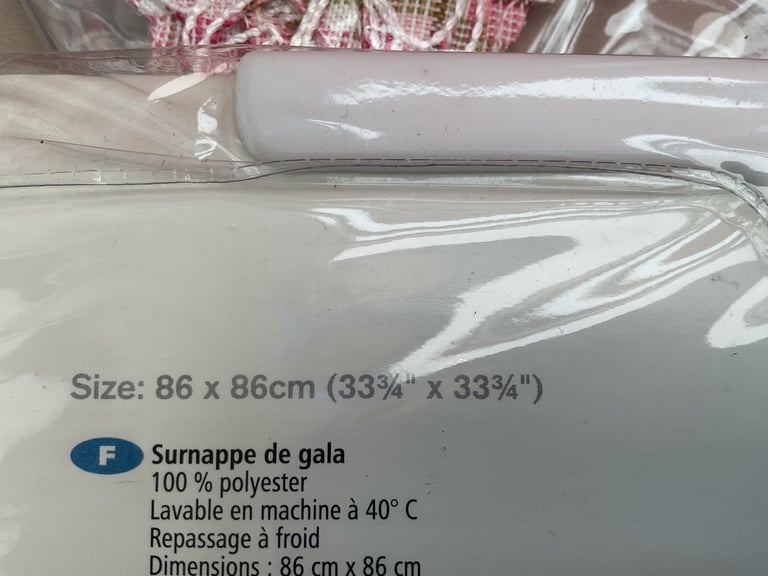 Size: 86 x 86cm (33¾" x 33¾")
F Surnappe de gala
100 % polyester
Lavable en machine à 40° C
Repassage à froid
Dimensions : 86 cm x 86 cm